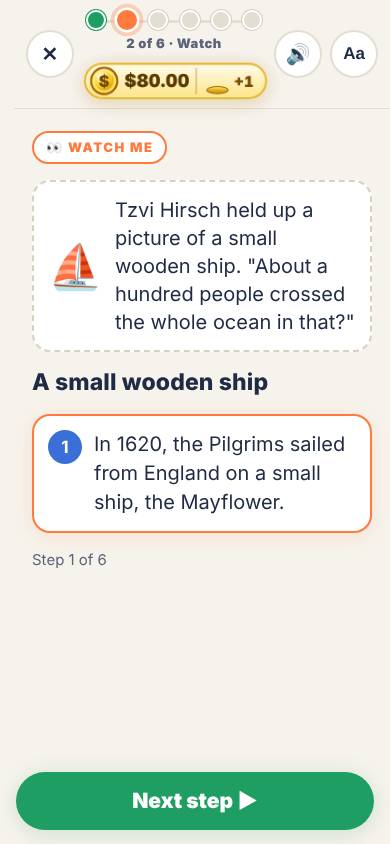 2 of 6 · Watch
✕
$ $80.00 +1
Aa
WATCH ME
Tzvi Hirsch held up a
picture of a small
wooden ship. "About a
hundred people crossed
the whole ocean in that?"
A small wooden ship
1 In 1620, the Pilgrims sailed
from England on a small
ship, the Mayflower.
Step 1 of 6
Next step ▶